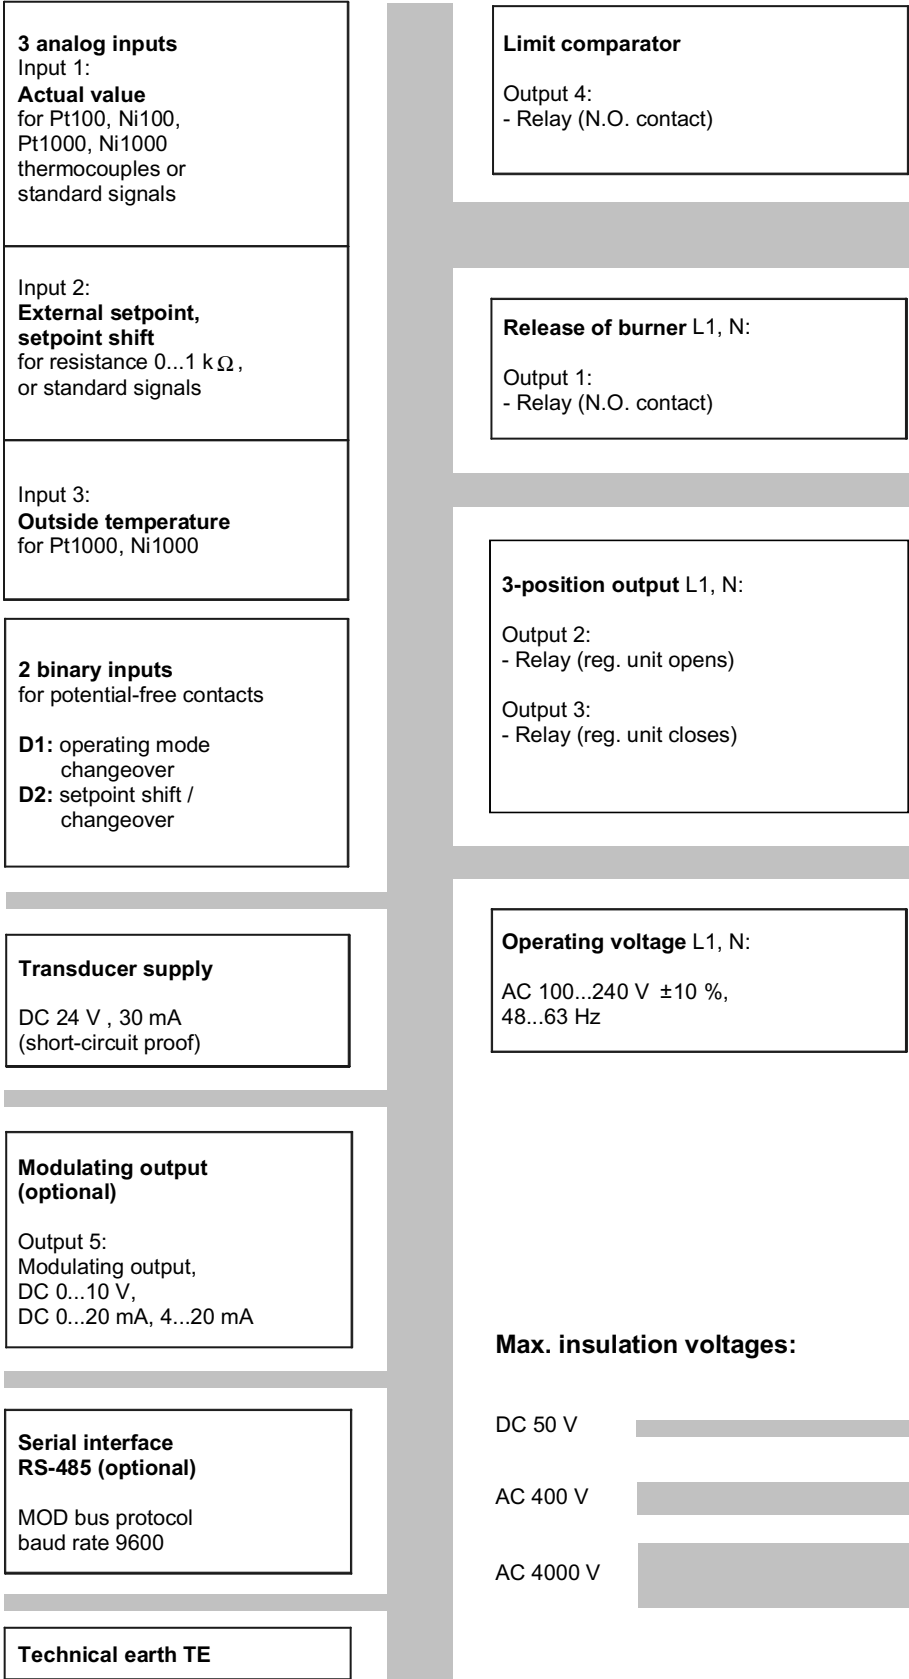 3 analog inputs
Input 1:
Actual value
for Pt100, Ni100,
Pt1000, Ni1000
thermocouples or
standard signals
Input 2:
External setpoint,
setpoint shift
for resistance 0...1 k Ω ,
or standard signals
Input 3:
Outside temperature
for Pt1000, Ni1000
2 binary inputs
for potential-free contacts
D1: operating mode
changeover
D2: setpoint shift /
changeover
Transducer supply
DC 24 V , 30 mA
(short-circuit proof)
Modulating output
(optional)
Output 5:
Modulating output,
DC 0...10 V,
DC 0...20 mA, 4...20 mA
Serial interface
RS-485 (optional)
MOD bus protocol
baud rate 9600
Technical earth TE
Limit comparator
Output 4:
- Relay (N.O. contact)
Release of burner L1, N:
Output 1:
- Relay (N.O. contact)
3-position output L1, N:
Output 2:
- Relay (reg. unit opens)
Output 3:
- Relay (reg. unit closes)
Operating voltage L1, N:
AC 100...240 V ±10 %,
48...63 Hz
Max. insulation voltages:
DC 50 V
AC 400 V
AC 4000 V